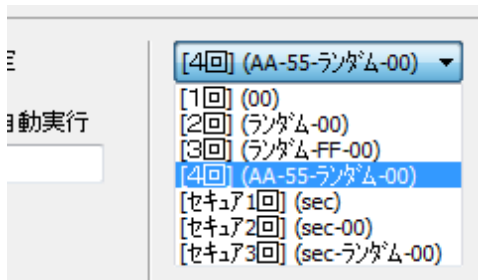 [4回] (AA-55-ランダム-00)
[1回] (00)
自動実行
[2回] (ランダム-00)
[3回] (ランダム-FF-00)
[4回] (AA-55-ランダム-00)
[セキュア1回] (sec)
[セキュア2回] (sec-00)
[セキュア3回] (sec-ランダム-00)